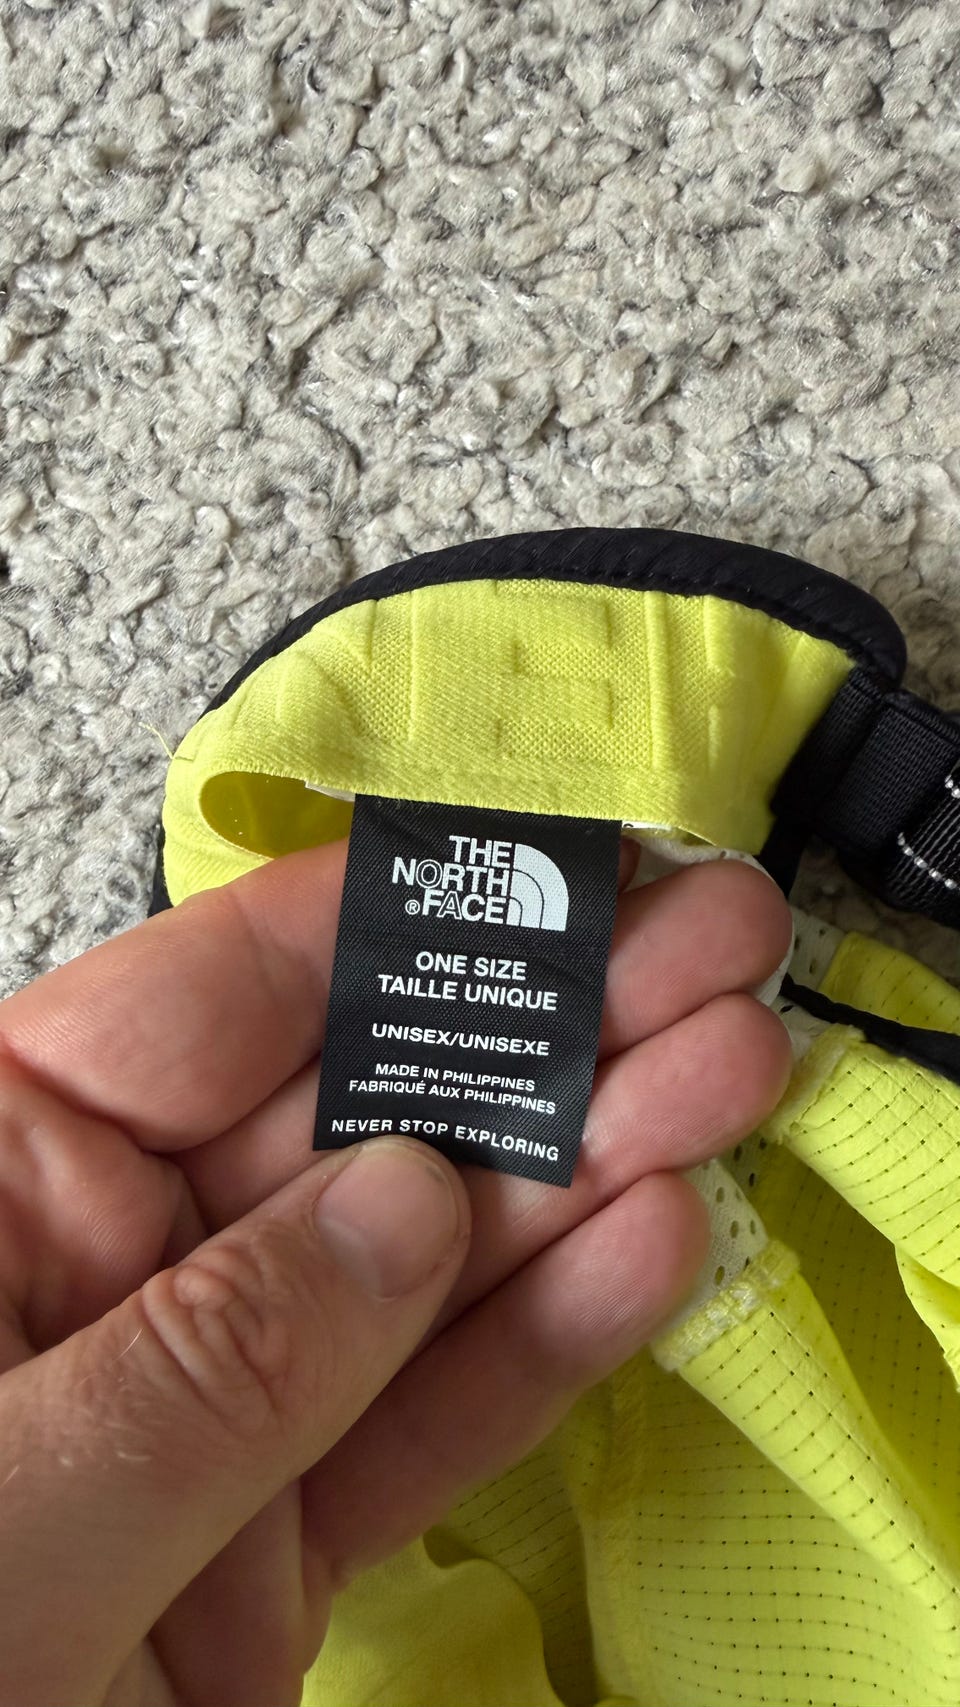 THE
NORTH
®FACE
ONE SIZE
TAILLE UNIQUE
UNISEX/UNISEXE
MADE IN PHILIPPINES
FABRIQUÉ AUX PHILIPPINES
NEVER STOP EXPLORING